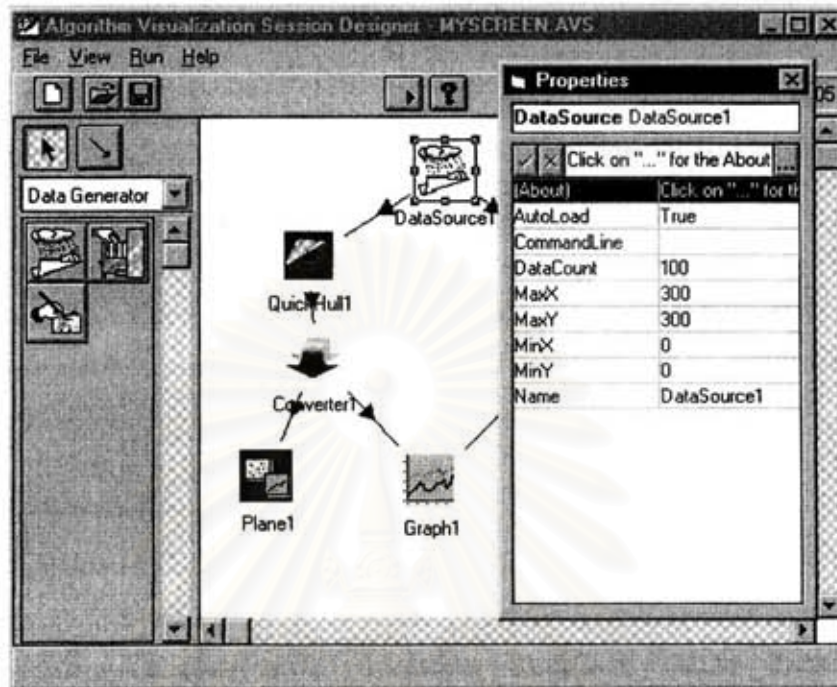 Algorithm Visualization Session Designer - MYSCREEN.AVS
File View Run Help
05
Properties
DataSource DataSource1
Click on "..." for the About ...
Data Generator
(About) Click on "..." for th
AutoLoad True
CommandLine
DataCount 100
MaxX 300
MaxY 300
MinX 0
MinY 0
Name DataSource1
DataSource1
QuickHull1
Converter1
Plane1
Graph1